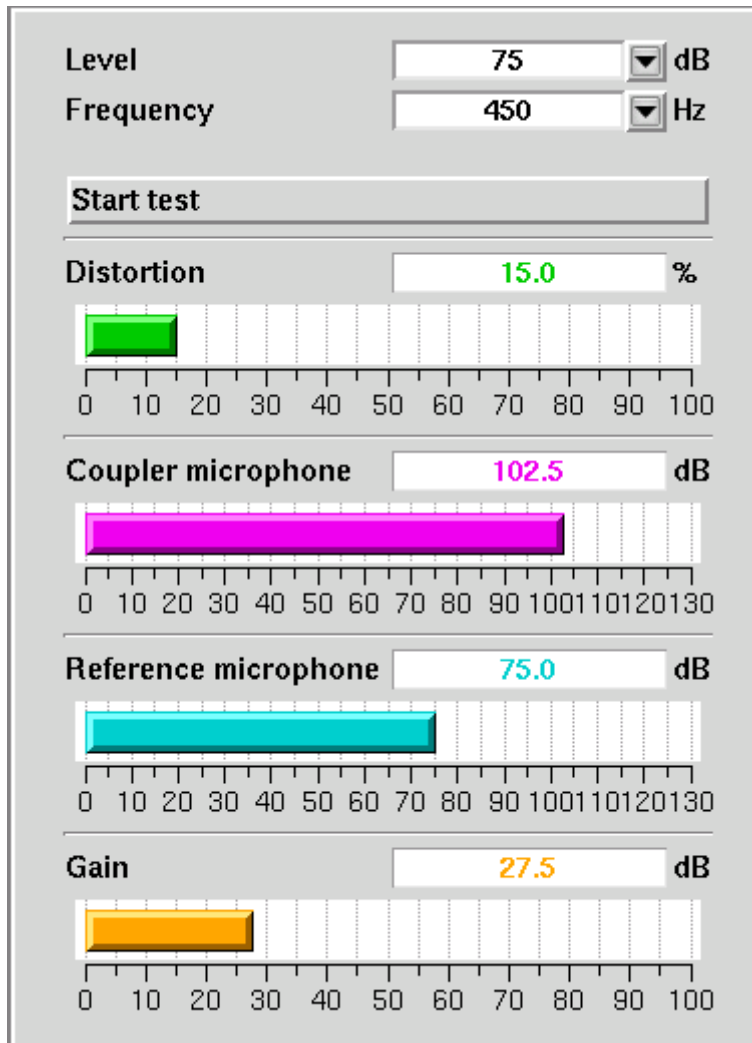 Level 75 dB
Frequency 450 Hz
Start test
Distortion 15.0 %
0 10 20 30 40 50 60 70 80 90 100
Coupler microphone 102.5 dB
0 10 20 30 40 50 60 70 80 90 100 110 120 130
Reference microphone 75.0 dB
0 10 20 30 40 50 60 70 80 90 100 110 120 130
Gain 27.5 dB
0 10 20 30 40 50 60 70 80 90 100